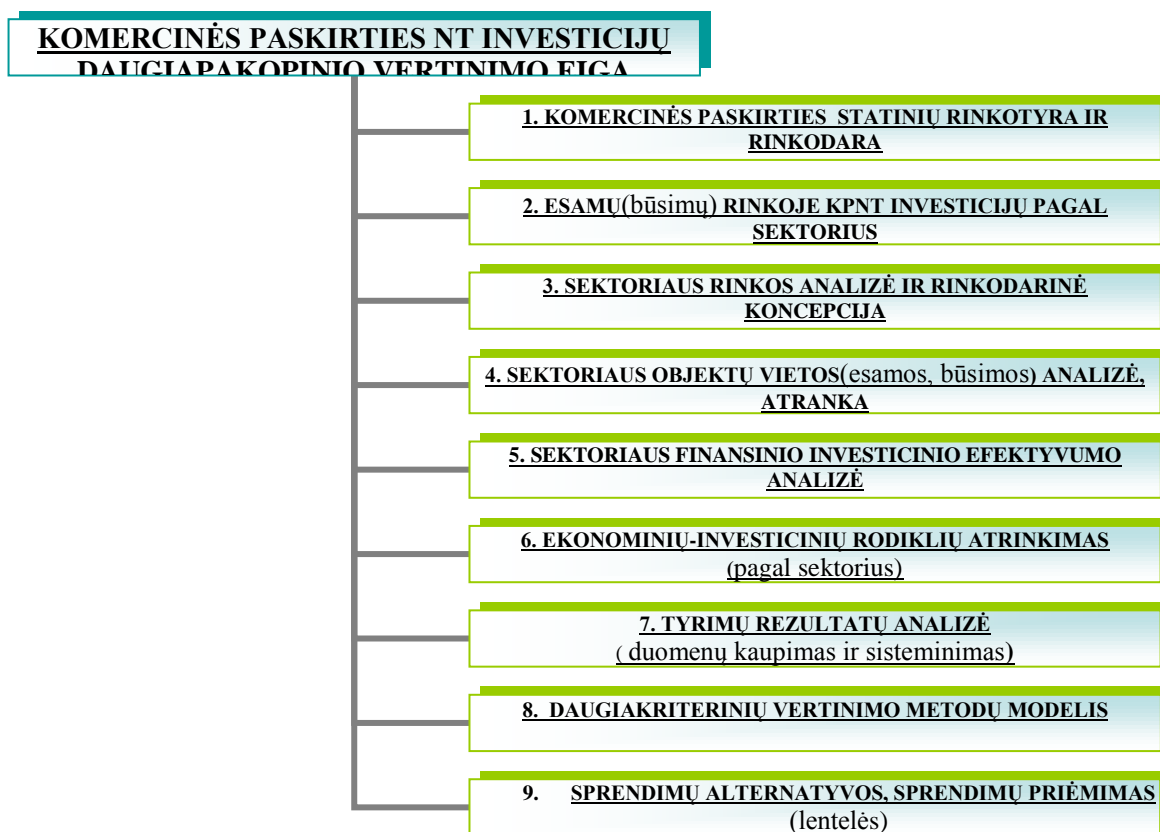 KOMERCINĖS PASKIRTIES NT INVESTICIJŲ
DAUGIAPAKOPINIO VERTINIMO EIGA
1. KOMERCINĖS PASKIRTIES STATINIŲ RINKOTYRA IR
RINKODARA
2. ESAMŲ(būsimų) RINKOJE KPNT INVESTICIJŲ PAGAL
SEKTORIUS
3. SEKTORIAUS RINKOS ANALIZĖ IR RINKODARINĖ
KONCEPCIJA
4. SEKTORIAUS OBJEKTŲ VIETOS(esamos, būsimos) ANALIZĖ,
ATRANKA
5. SEKTORIAUS FINANSINIO INVESTICINIO EFEKTYVUMO
ANALIZĖ
6. EKONOMINIŲ-INVESTICINIŲ RODIKLIŲ ATRINKIMAS
(pagal sektorius)
7. TYRIMŲ REZULTATŲ ANALIZĖ
( duomenų kaupimas ir sisteminimas)
8. DAUGIAKRITERINIŲ VERTINIMO METODŲ MODELIS
9. SPRENDIMŲ ALTERNATYVOS, SPRENDIMŲ PRIĖMIMAS
(lentelės)